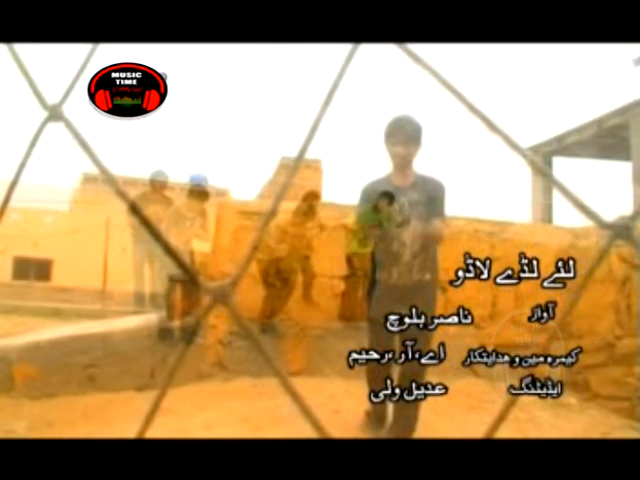 MUSIC
TIME
لئے لڈے لاڈو
آواز ناصر بلوچ
کیمرہ مین و ھدایتکار اے۔آر۔رحیم
ایڈیٹنگ عدیل ولی